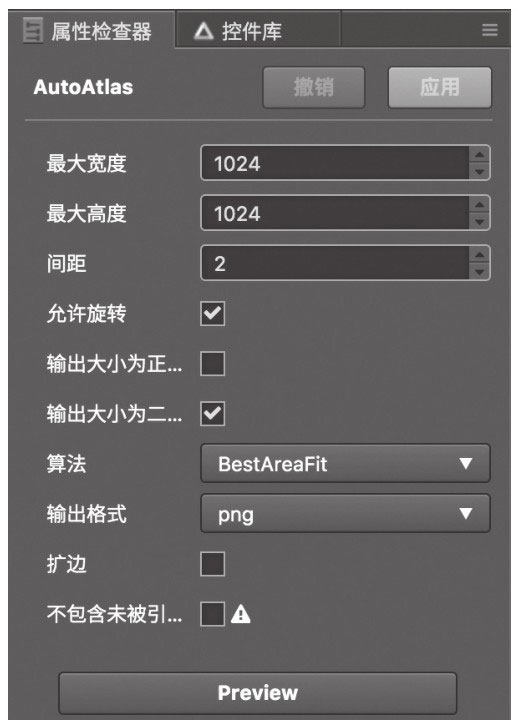 属性检查器 控件库
AutoAtlas 撤销 应用
最大宽度 1024
最大高度 1024
间距 2
允许旋转
输出大小为正...
输出大小为二...
算法 BestAreaFit
输出格式 png
扩边
不包含未被引...
Preview